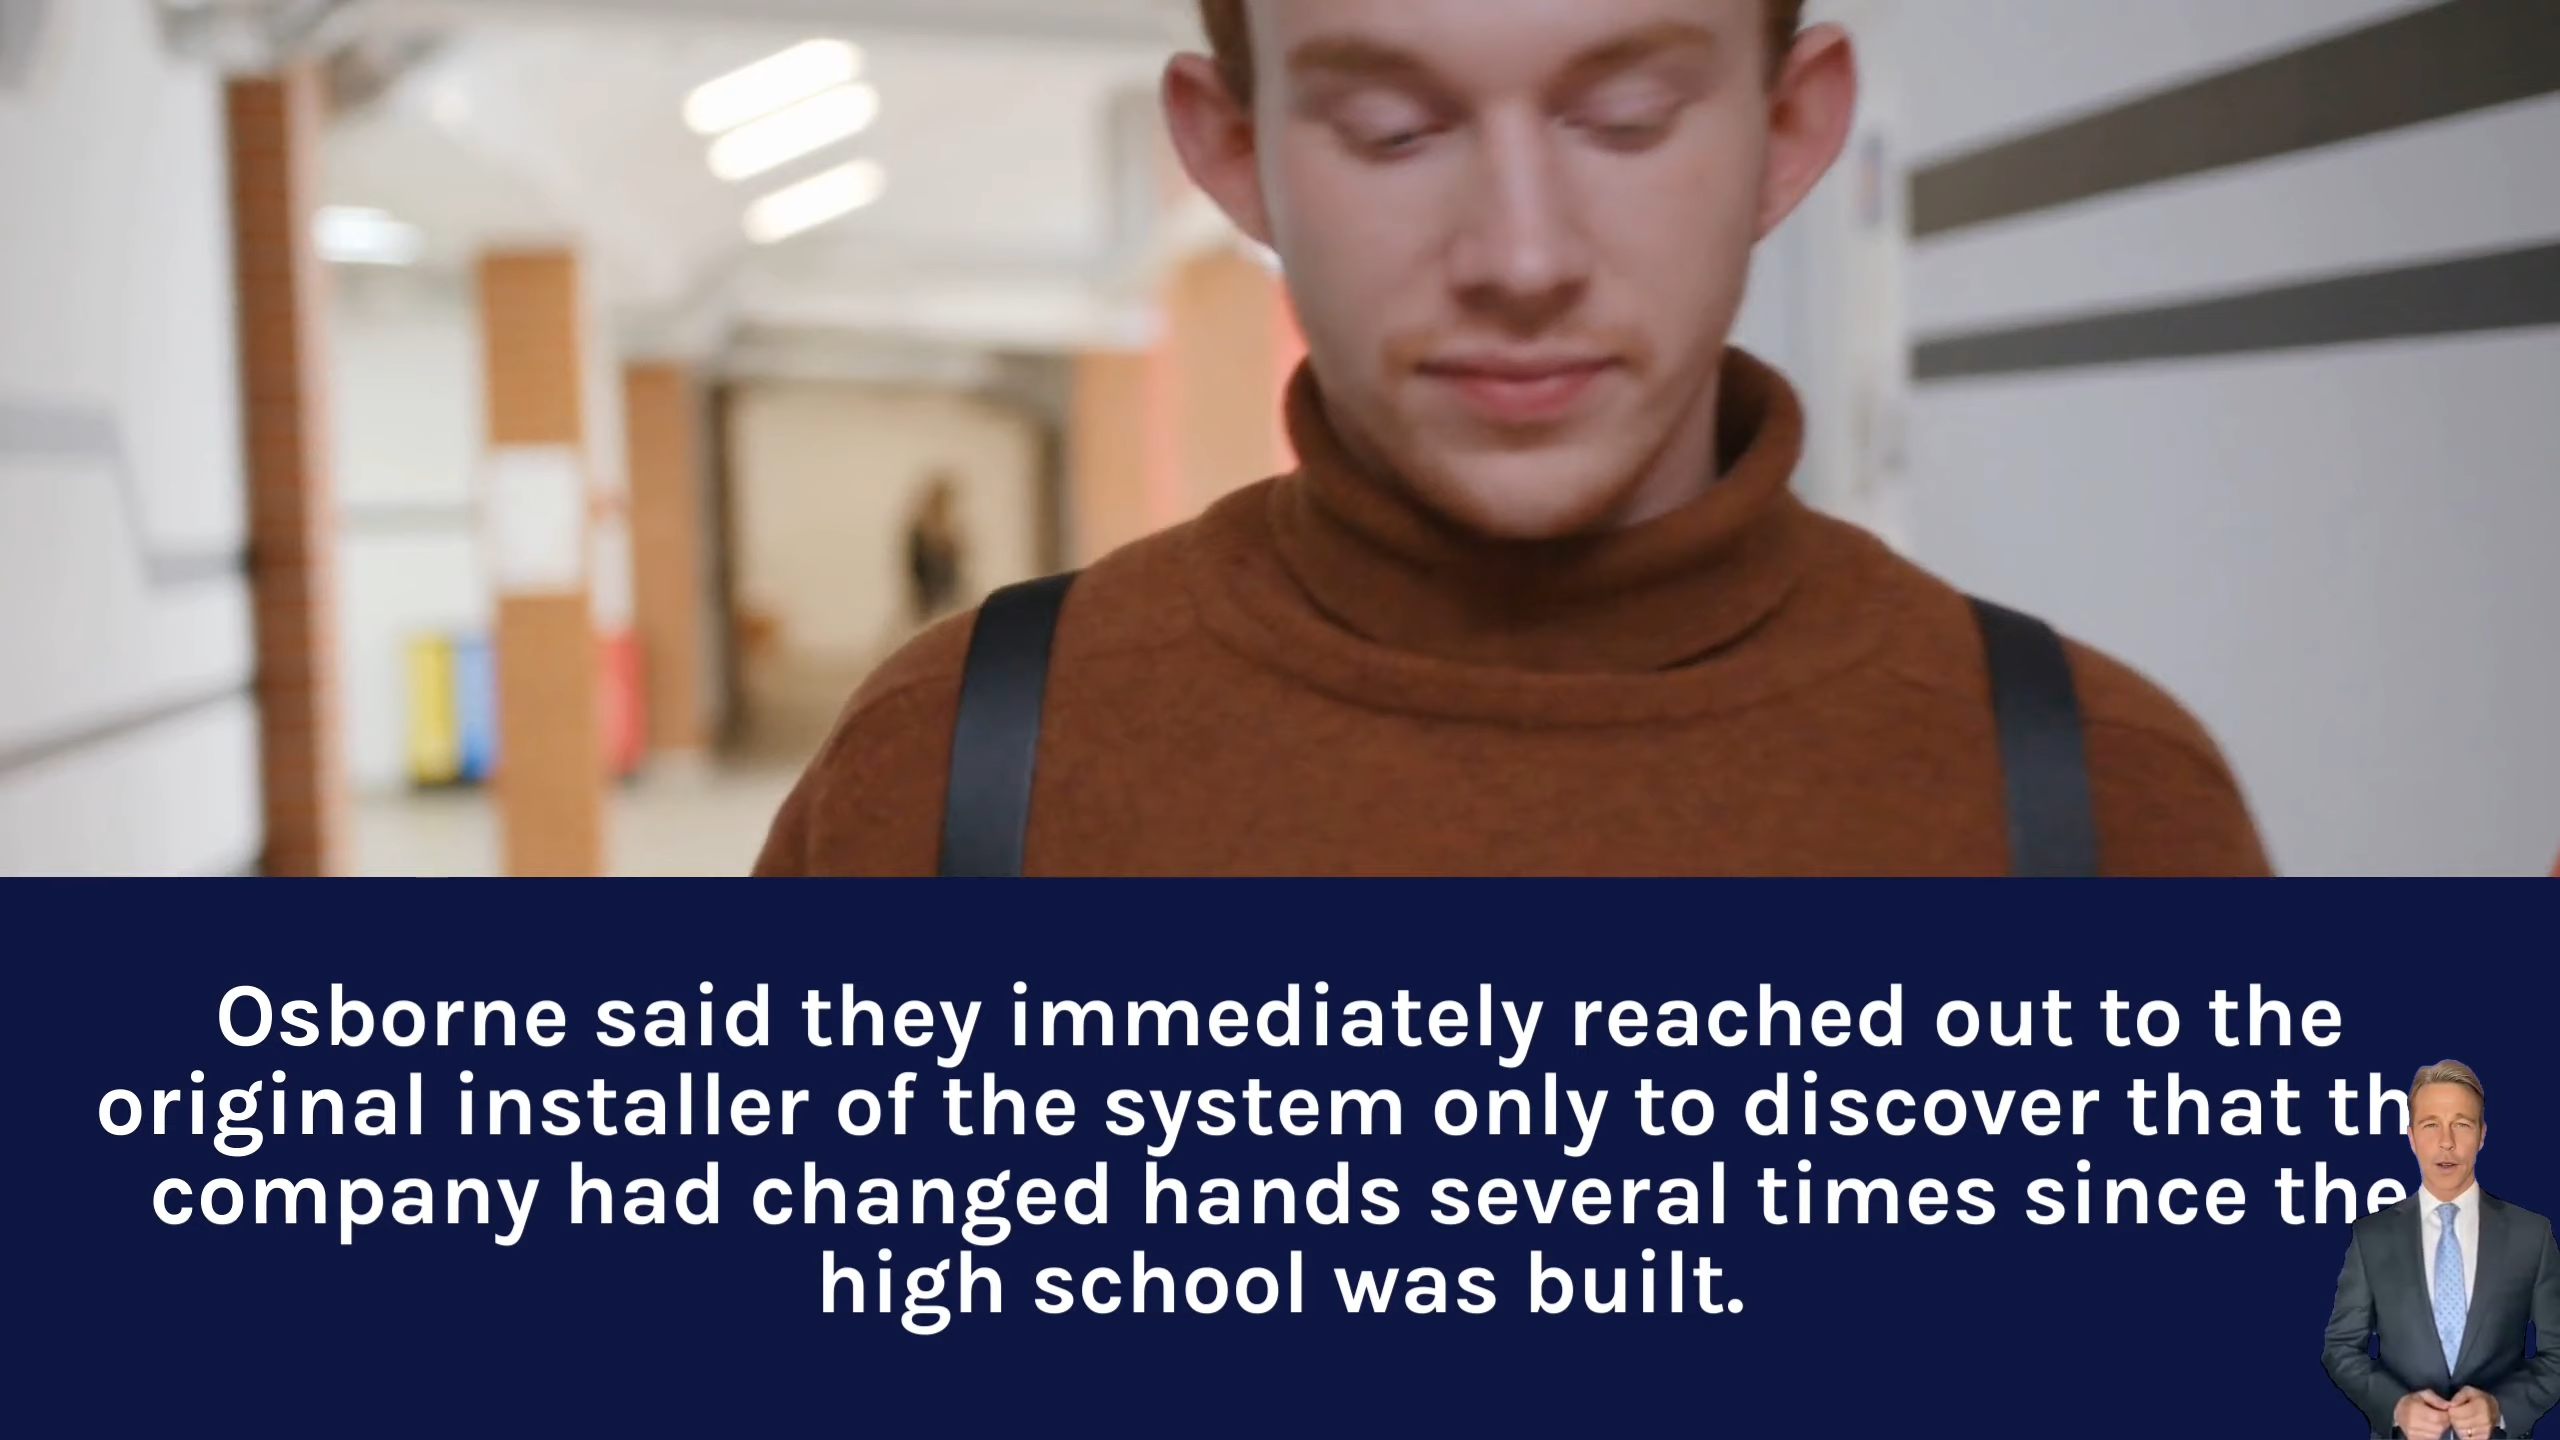 Osborne said they immediately reached out to the
original installer of the system only to discover that th
company had changed hands several times since the
high school was built.